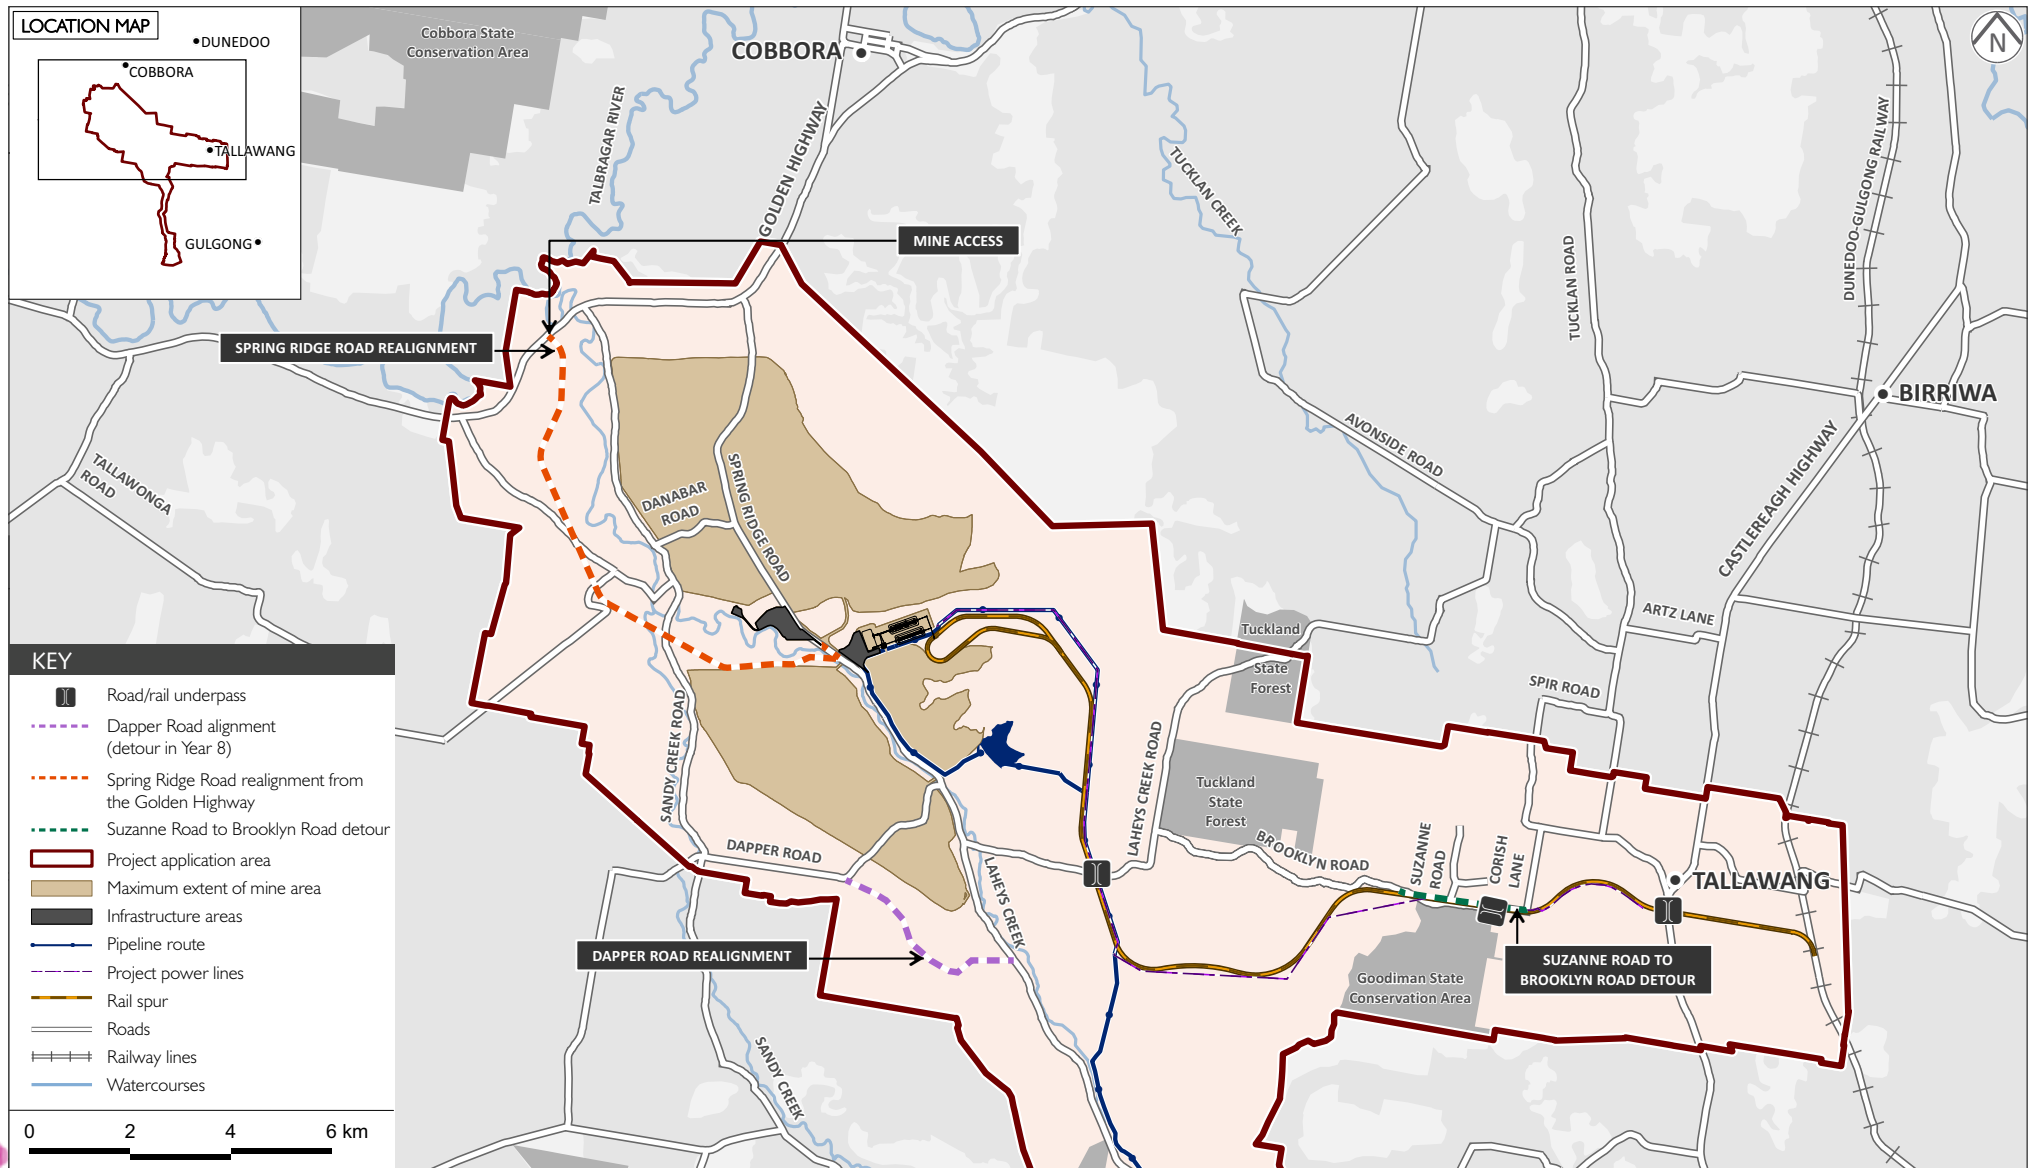 LOCATION MAP
DUNEDOO
COBBORA
TALLAWANG
GULGONG
Cobbora State
Conservation Area
COBBORA
N
TALBRAGAR RIVER
GOLDEN HIGHWAY
TUCKLAN CREEK
TUCKLAN ROAD
DUNEDOO-GULGONG RAILWAY
MINE ACCESS
SPRING RIDGE ROAD REALIGNMENT
BIRRIWA
AVONSIDE ROAD
CASTLEREAGH HIGHWAY
TALLAWONGA
ROAD
DANABAR
ROAD
SPRING RIDGE ROAD
ARTZ LANE
Tuckland
State
Forest
SPIR ROAD
SANDY CREEK ROAD
LAHEYS CREEK ROAD
Tuckland
State
Forest
BROOKLYN ROAD
SUZANNE
ROAD
CORISH
LANE
DAPPER ROAD
TALLAWANG
LAHEYS CREEK
DAPPER ROAD REALIGNMENT
SUZANNE ROAD TO
BROOKLYN ROAD DETOUR
Goodiman State
Conservation Area
SANDY CREEK
KEY
Road/rail underpass
Dapper Road alignment
(detour in Year 8)
Spring Ridge Road realignment from
the Golden Highway
Suzanne Road to Brooklyn Road detour
Project application area
Maximum extent of mine area
Infrastructure areas
Pipeline route
Project power lines
Rail spur
Roads
Railway lines
Watercourses
0 2 4 6 km